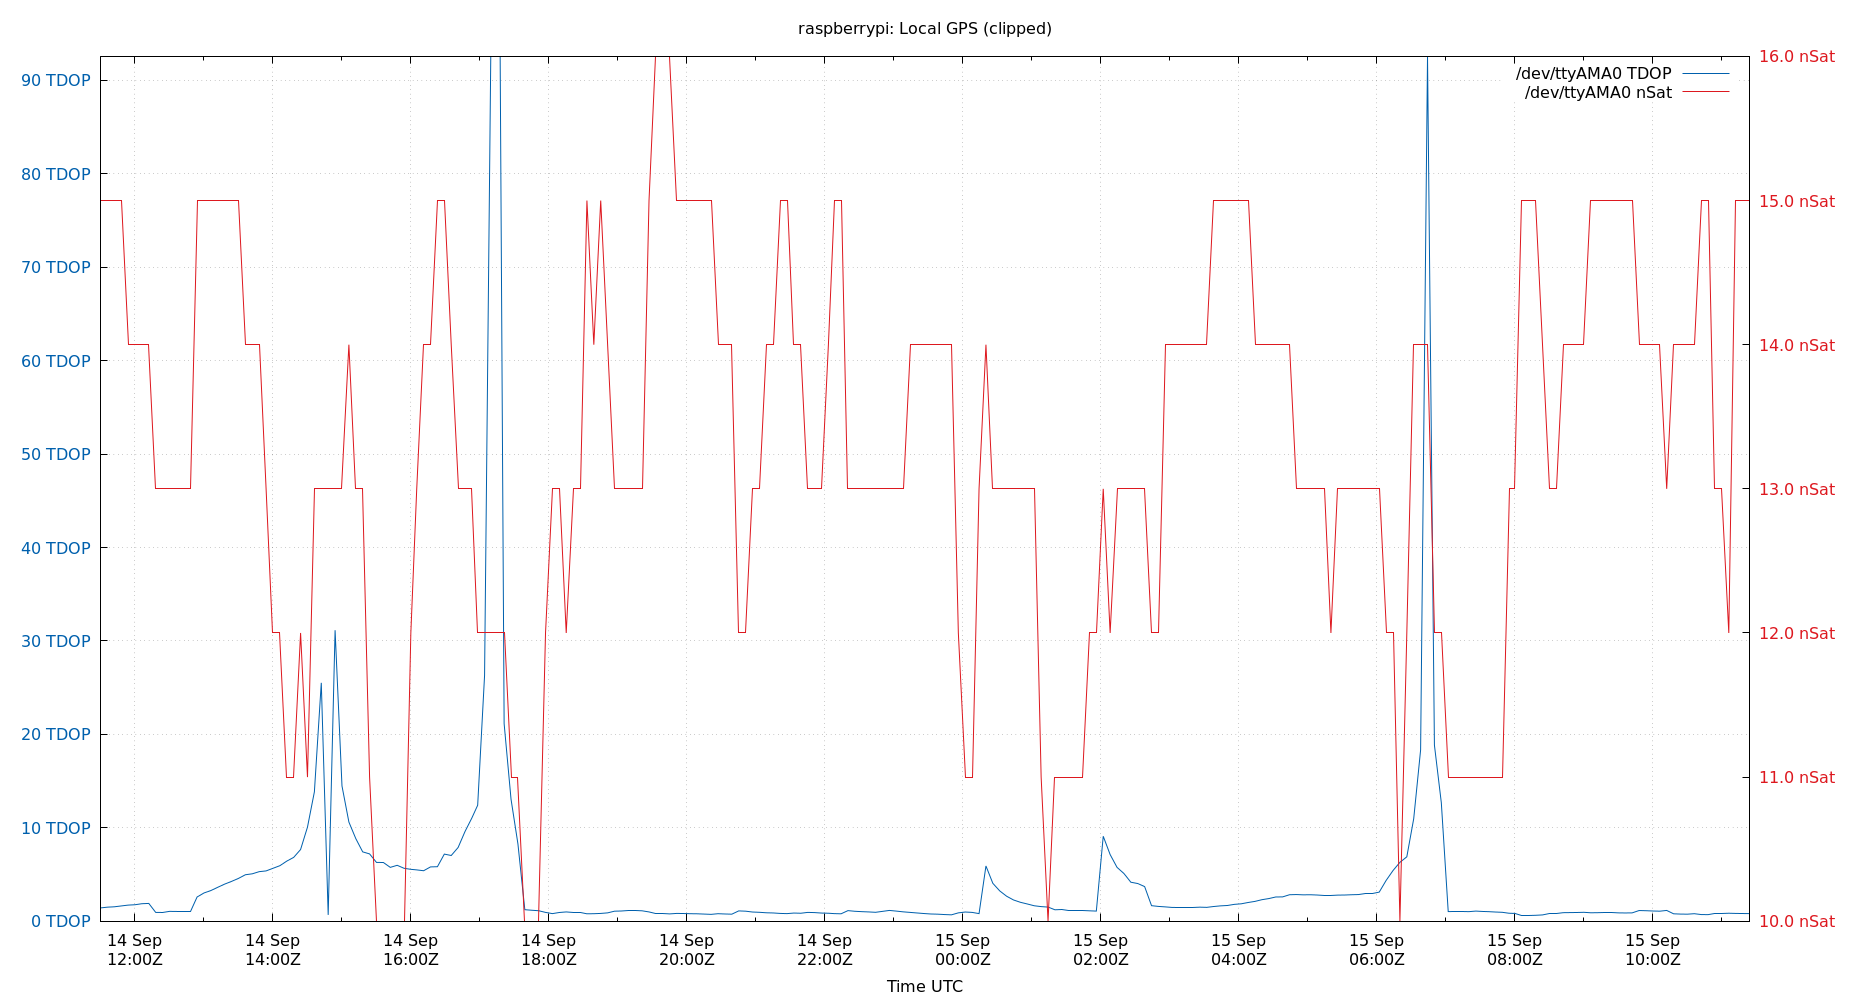 raspberrypi: Local GPS (clipped)
90 TDOP
80 TDOP
70 TDOP
60 TDOP
50 TDOP
40 TDOP
30 TDOP
20 TDOP
10 TDOP
0 TDOP
/dev/ttyAMA0 TDOP
/dev/ttyAMA0 nSat
16.0 nSat
15.0 nSat
14.0 nSat
13.0 nSat
12.0 nSat
11.0 nSat
10.0 nSat
14 Sep
12:00Z
14 Sep
14:00Z
14 Sep
16:00Z
14 Sep
18:00Z
14 Sep
20:00Z
14 Sep
22:00Z
15 Sep
00:00Z
15 Sep
02:00Z
15 Sep
04:00Z
15 Sep
06:00Z
15 Sep
08:00Z
15 Sep
10:00Z
Time UTC